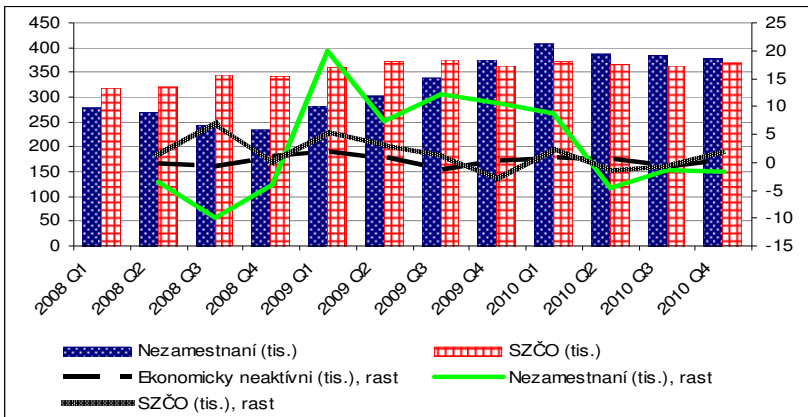 450 25
400 20
350 15
300 10
250 5
200 0
150
100 -5
50 -10
0 -15
2008 Q1 2008 Q2 2008 Q3 2008 Q4 2009 Q1 2009 Q2 2009 Q3 2009 Q4 2010 Q1 2010 Q2 2010 Q3 2010 Q4
Nezamestnaní (tis.) SZČO (tis.)
Ekonomicky neaktívni (tis.), rast Nezamestnaní (tis.), rast
SZČO (tis.), rast